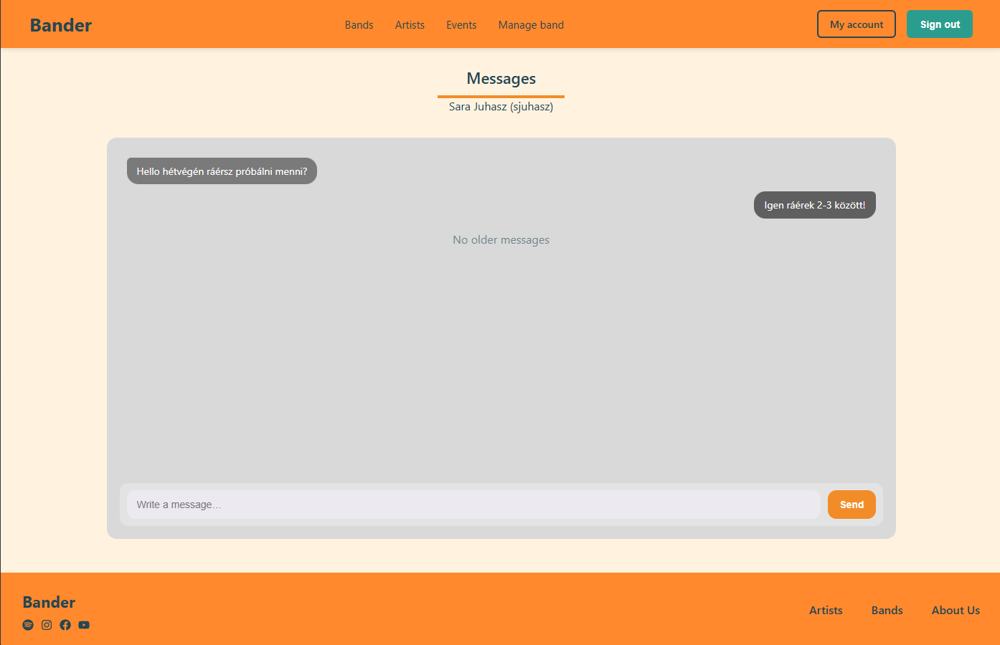 Bander
Bands Artists Events Manage band
My account
Sign out
Messages
Sara Juhasz (sjuhasz)
Hello hétvégén ráérsz próbálni menni?
Igen ráérek 2-3 között!
No older messages
Write a message...
Send
Bander
Artists Bands About Us